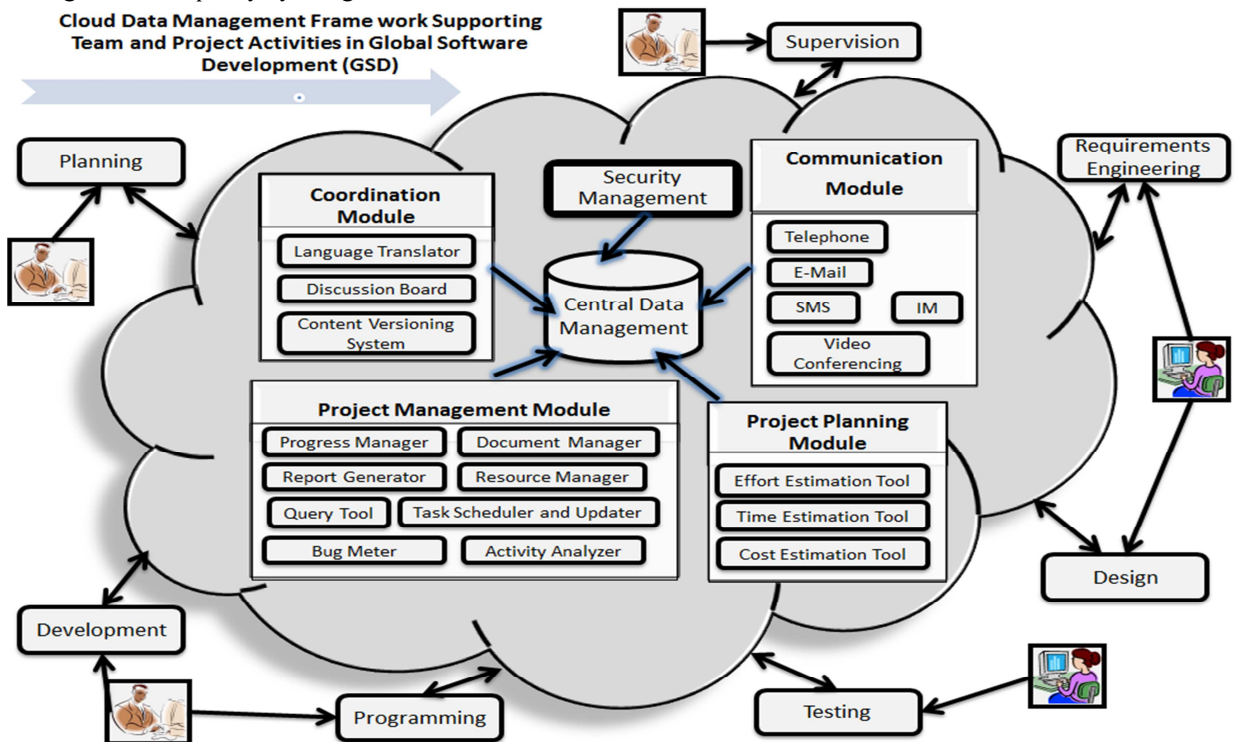 Cloud Data Management Frame work Supporting
Team and Project Activities in Global Software
Development (GSD)
Supervision
Planning
Requirements
Engineering
Communication
Module
Telephone
E-Mail
SMS
IM
Video
Conferencing
Security
Management
Coordination
Module
Language Translator
Discussion Board
Content Versioning
System
Central Data
Management
Project Management Module
Progress Manager
Document Manager
Report Generator
Resource Manager
Query Tool
Task Scheduler and Updater
Bug Meter
Activity Analyzer
Project Planning
Module
Effort Estimation Tool
Time Estimation Tool
Cost Estimation Tool
Design
Development
Programming
Testing